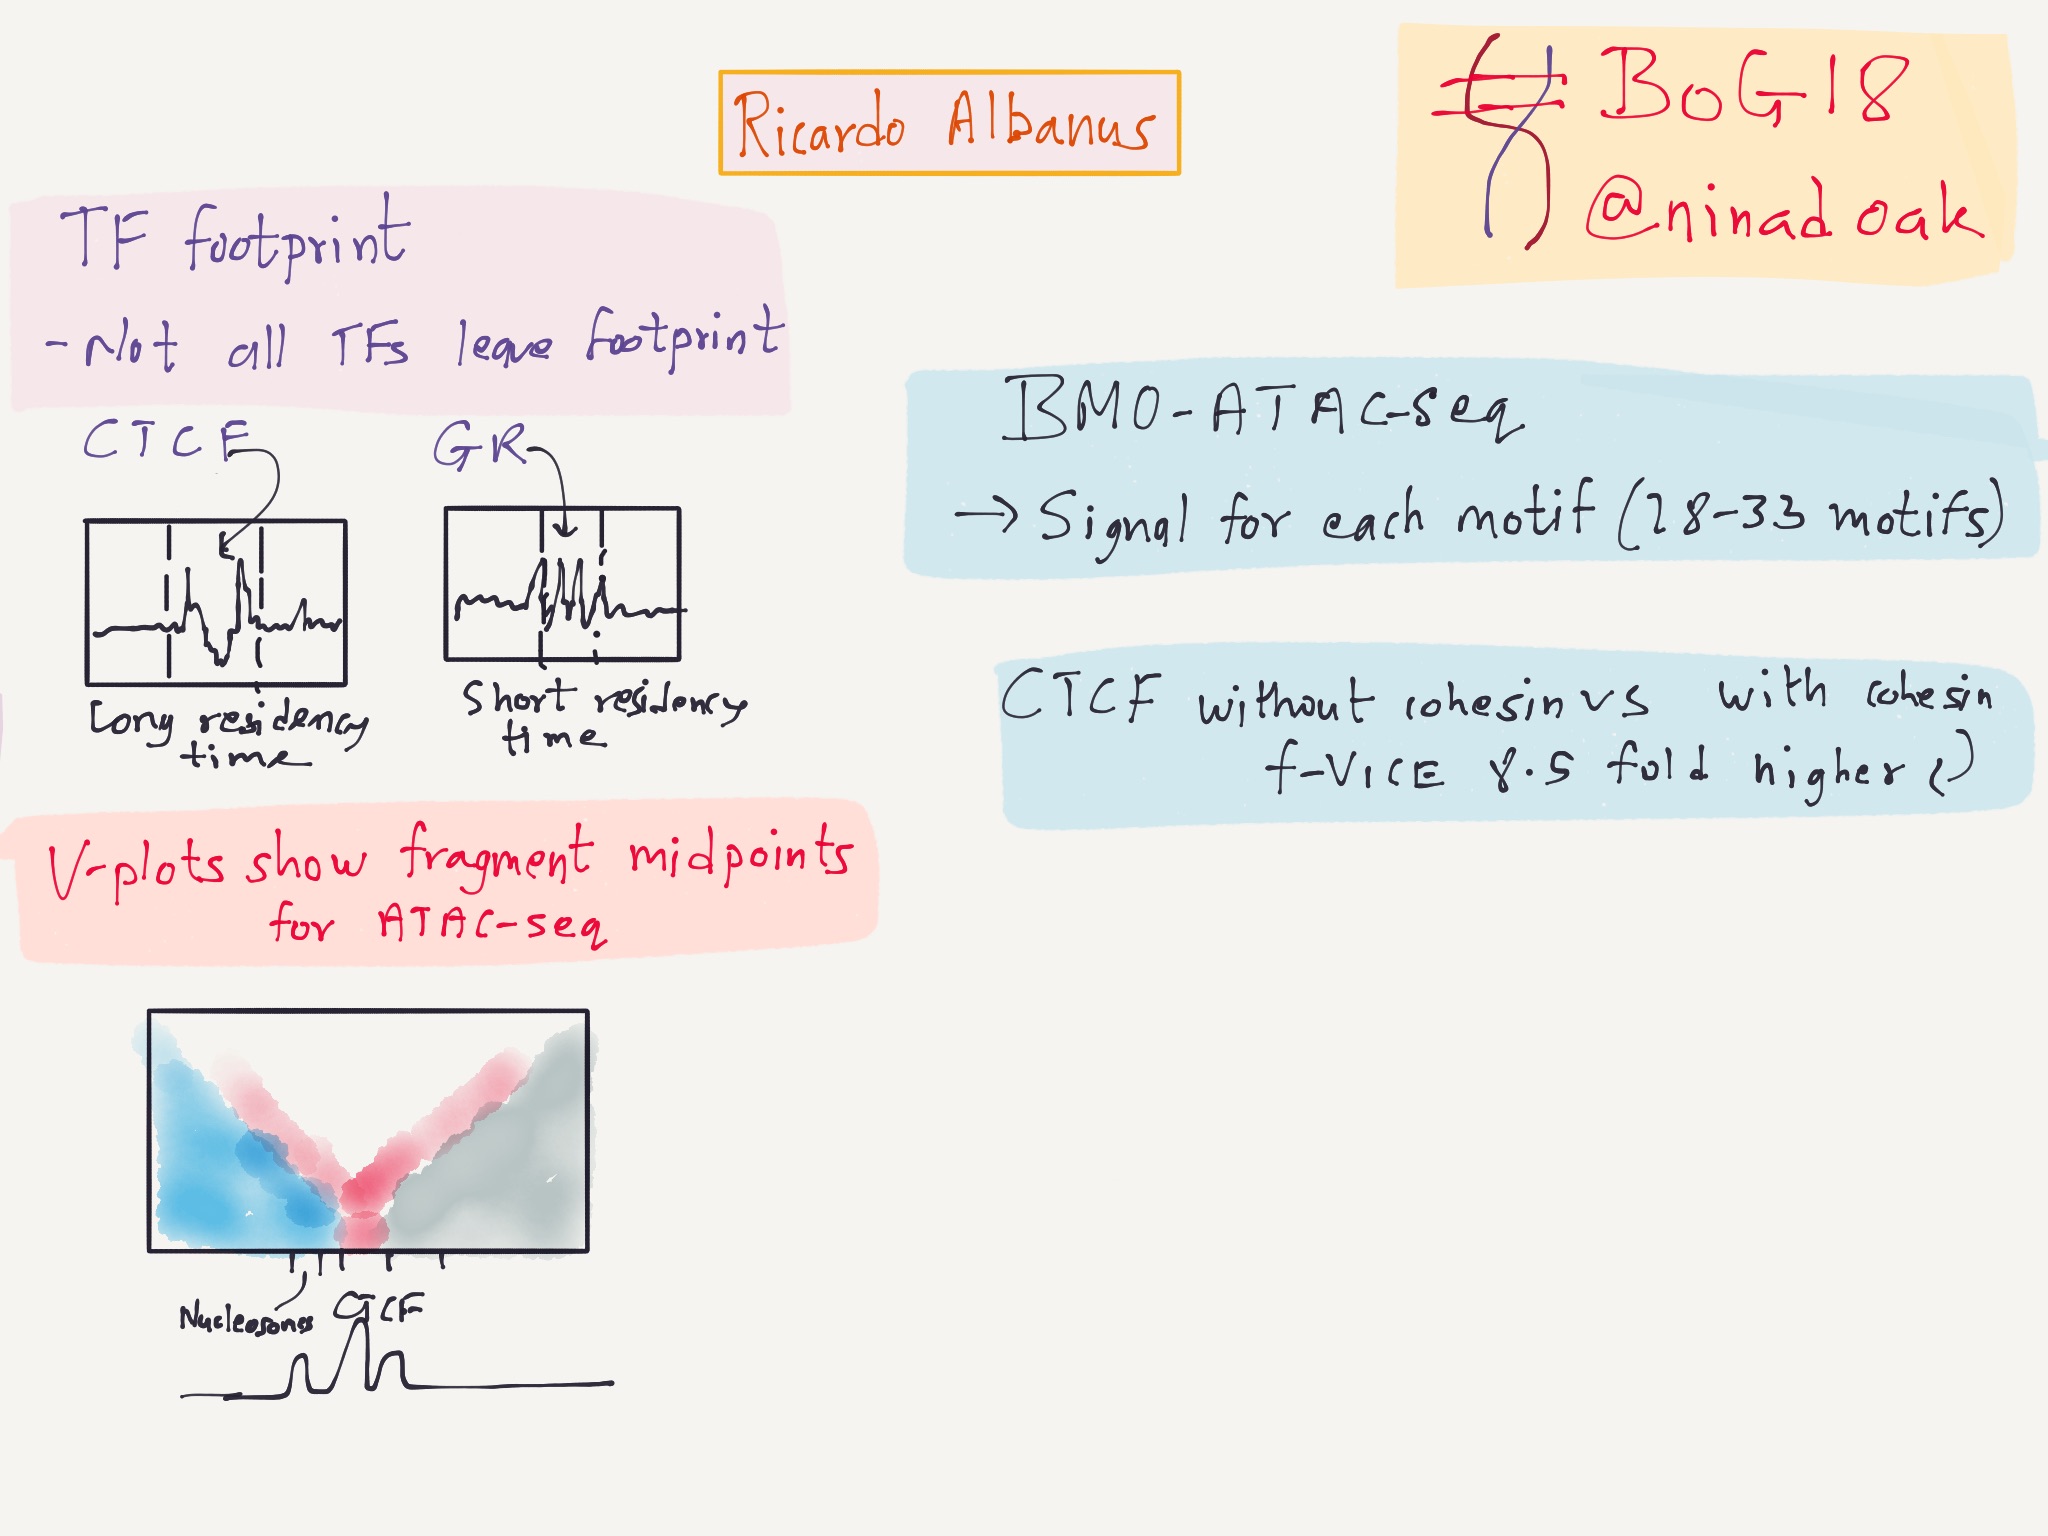 Ricardo Albanus
#BoG18
@ninadoak
TF footprint
- Not all TFs leave footprint
CTCF
GR
Long residency
time
Short residency
time
V-plots show fragment midpoints
for ATAC-seq
Nucleosomes
CTCF
BMO-ATAC-seq
→ Signal for each motif (28-33 motifs)
CTCF without cohesin vs with cohesin
f-VICE 8.5 fold higher ()